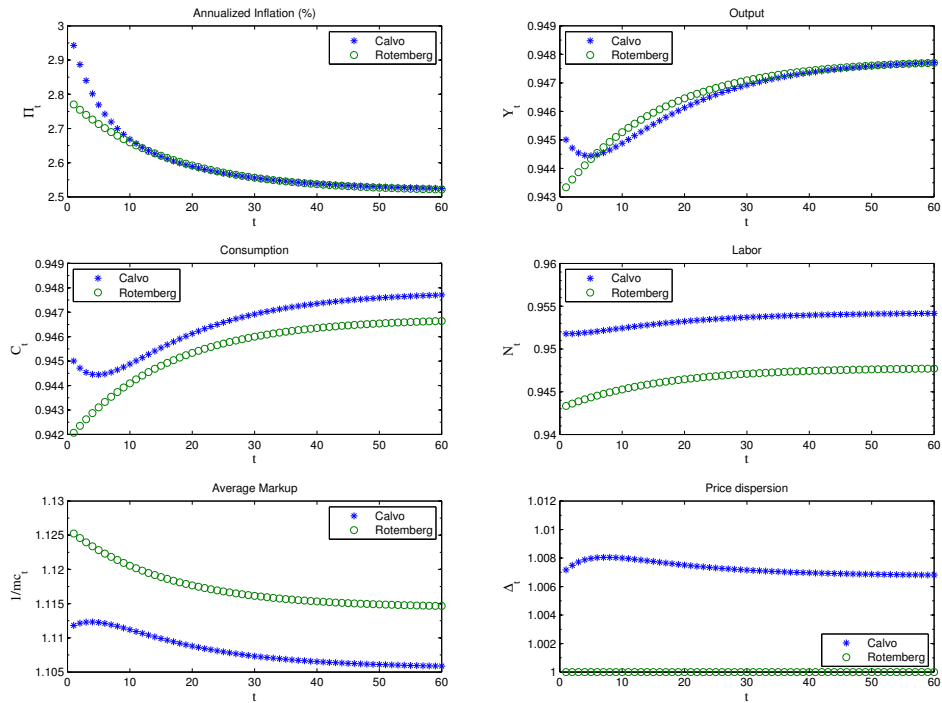 Annualized Inflation (%)
3
2.9
2.8
2.7
2.6
2.5
Π_t
0 10 20 30 40 50 60
t
Calvo
Rotemberg
Output
0.949
0.948
0.947
0.946
0.945
0.944
0.943
Y_t
0 10 20 30 40 50 60
t
Calvo
Rotemberg
Consumption
0.949
0.948
0.947
0.946
0.945
0.944
0.943
0.942
C_t
0 10 20 30 40 50 60
t
Calvo
Rotemberg
Labor
0.96
0.954
0.95
0.945
0.94
N_t
0 10 20 30 40 50 60
t
Calvo
Rotemberg
Average Markup
1.13
1.125
1.12
1.115
1.11
1.105
1/mc_t
0 10 20 30 40 50 60
t
Calvo
Rotemberg
Price dispersion
1.012
1.01
1.008
1.006
1.004
1.002
1
Δ_t
0 10 20 30 40 50 60
t
Calvo
Rotemberg